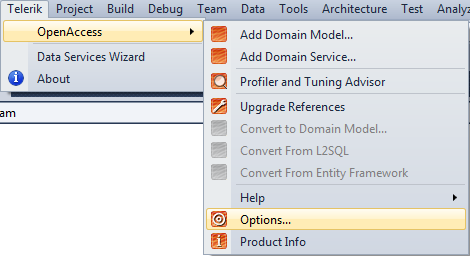 Telerik Project Build Debug Team Data Tools Architecture Test Analyz
OpenAccess
Data Services Wizard
About
am
Add Domain Model...
Add Domain Service...
Profiler and Tuning Advisor
Upgrade References
Convert to Domain Model...
Convert From L2SQL
Convert From Entity Framework
Help
Options...
Product Info